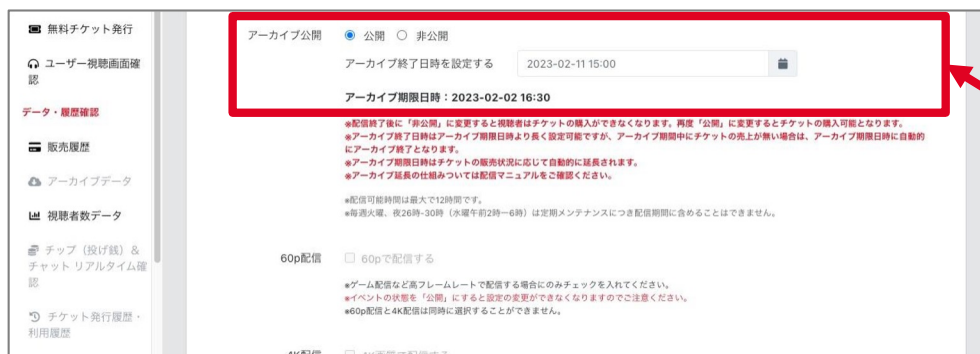 無料チケット発行
ユーザー視聴画面確
認
データ・履歴確認
販売履歴
アーカイブデータ
視聴者数データ
チップ（投げ銭）＆
チャット リアルタイム確
認
チケット発行履歴・
利用履歴
アーカイブ公開 公開 非公開
アーカイブ終了日時を設定する 2023-02-11 15:00
アーカイブ期限日時：2023-02-02 16:30
※配信終了後に「非公開」に変更すると視聴者はチケットの購入ができなくなります。再度「公開」に変更するとチケットの購入可能となります。
※アーカイブ終了日時はアーカイブ期限日時より長く設定可能ですが、アーカイブ期間中にチケットの売上が無い場合は、アーカイブ期限日時に自動的
にアーカイブ終了となります。
※アーカイブ期限日時はチケットの販売状況に応じて自動的に延長されます。
※アーカイブ延長の仕組みついては配信マニュアルをご確認ください。
※配信可能時間は最大で12時間です。
※毎週火曜、夜26時-30時（水曜午前2時ー6時）は定期メンテナンスにつき配信期間に含めることはできません。
60p配信 60pで配信する
※ゲーム配信など高フレームレートで配信する場合にのみチェックを入れてください。
※イベントの状態を「公開」にすると設定の変更ができなくなりますのでご注意ください。
※60p配信と4K配信は同時に選択することができません。
4K配信